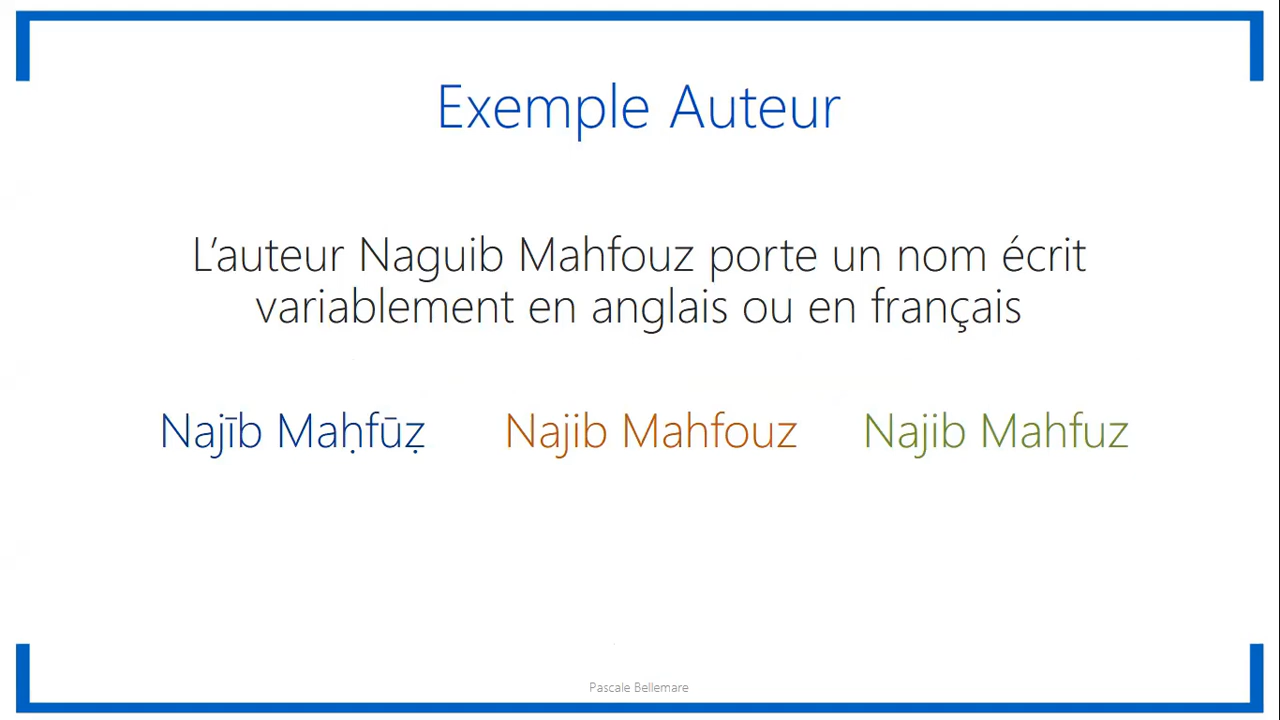 Exemple Auteur
L’auteur Naguib Mahfouz porte un nom écrit
variablement en anglais ou en français
Najīb Maḥfūẓ Najib Mahfouz Najib Mahfuz
Pascale Bellemare